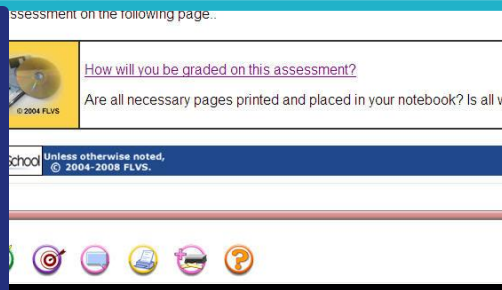 ssessment on the following page..
How will you be graded on this assessment?
Are all necessary pages printed and placed in your notebook? Is all
© 2004 FLVS
School
Unless otherwise noted,
© 2004-2008 FLVS.
?